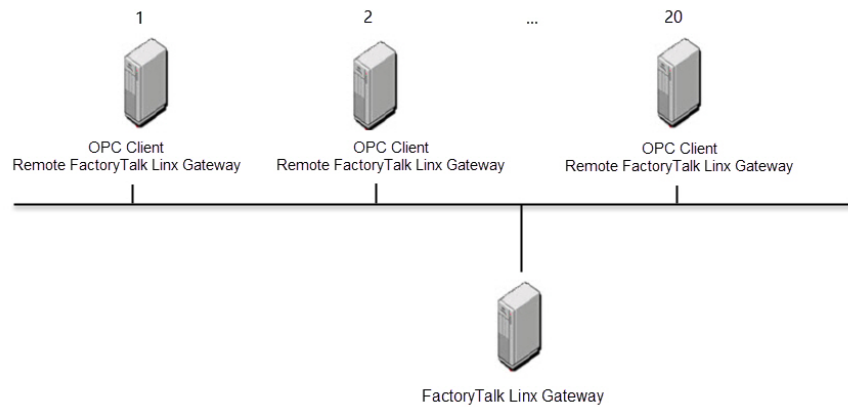 1 2 ... 20
OPC Client OPC Client OPC Client
Remote FactoryTalk Linx Gateway Remote FactoryTalk Linx Gateway Remote FactoryTalk Linx Gateway
FactoryTalk Linx Gateway